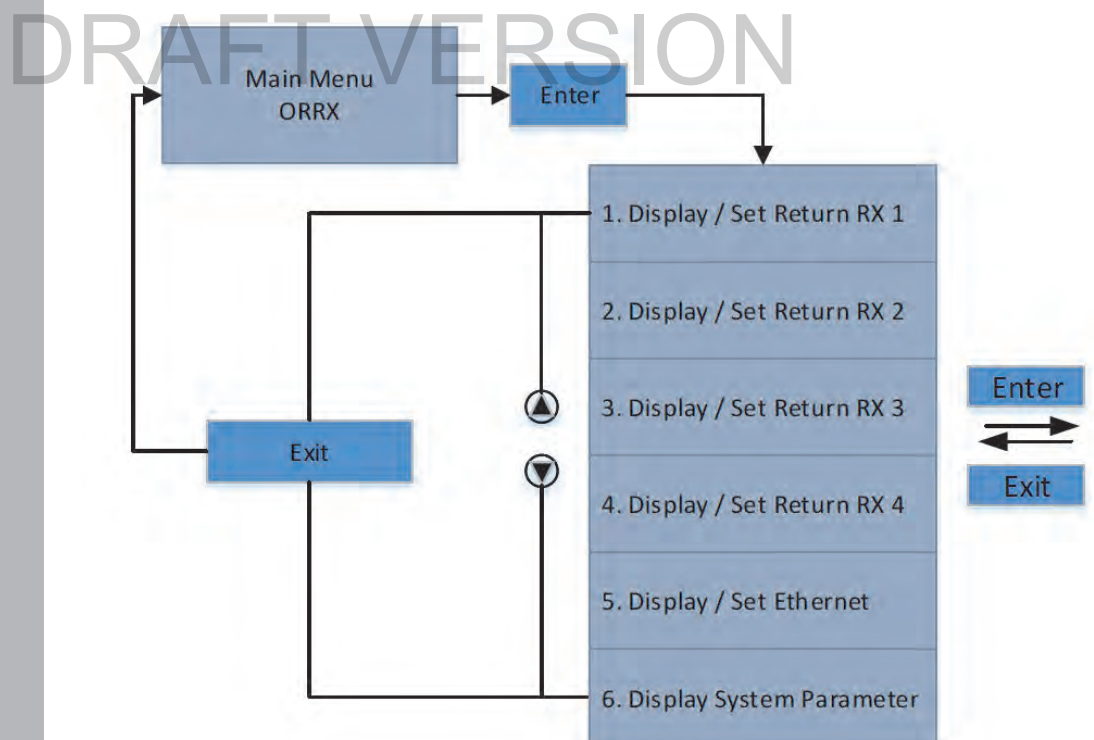 DRAFT VERSION
Main Menu
ORRX
Enter
1. Display / Set Return RX 1
2. Display / Set Return RX 2
3. Display / Set Return RX 3
4. Display / Set Return RX 4
5. Display / Set Ethernet
6. Display System Parameter
Exit
Enter
Exit